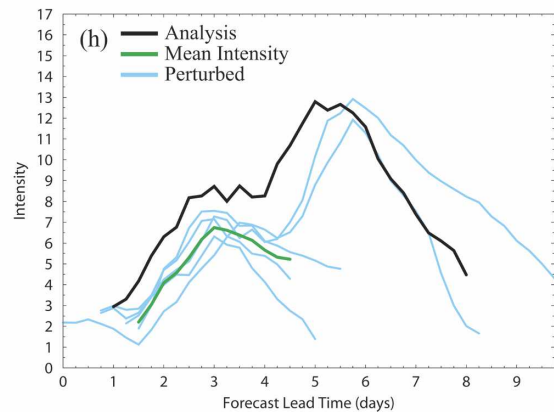 (h)
Analysis
Mean Intensity
Perturbed
Intensity
17
16
15
14
13
12
11
10
9
8
7
6
5
4
3
2
1
0
0 1 2 3 4 5 6 7 8 9
Forecast Lead Time (days)